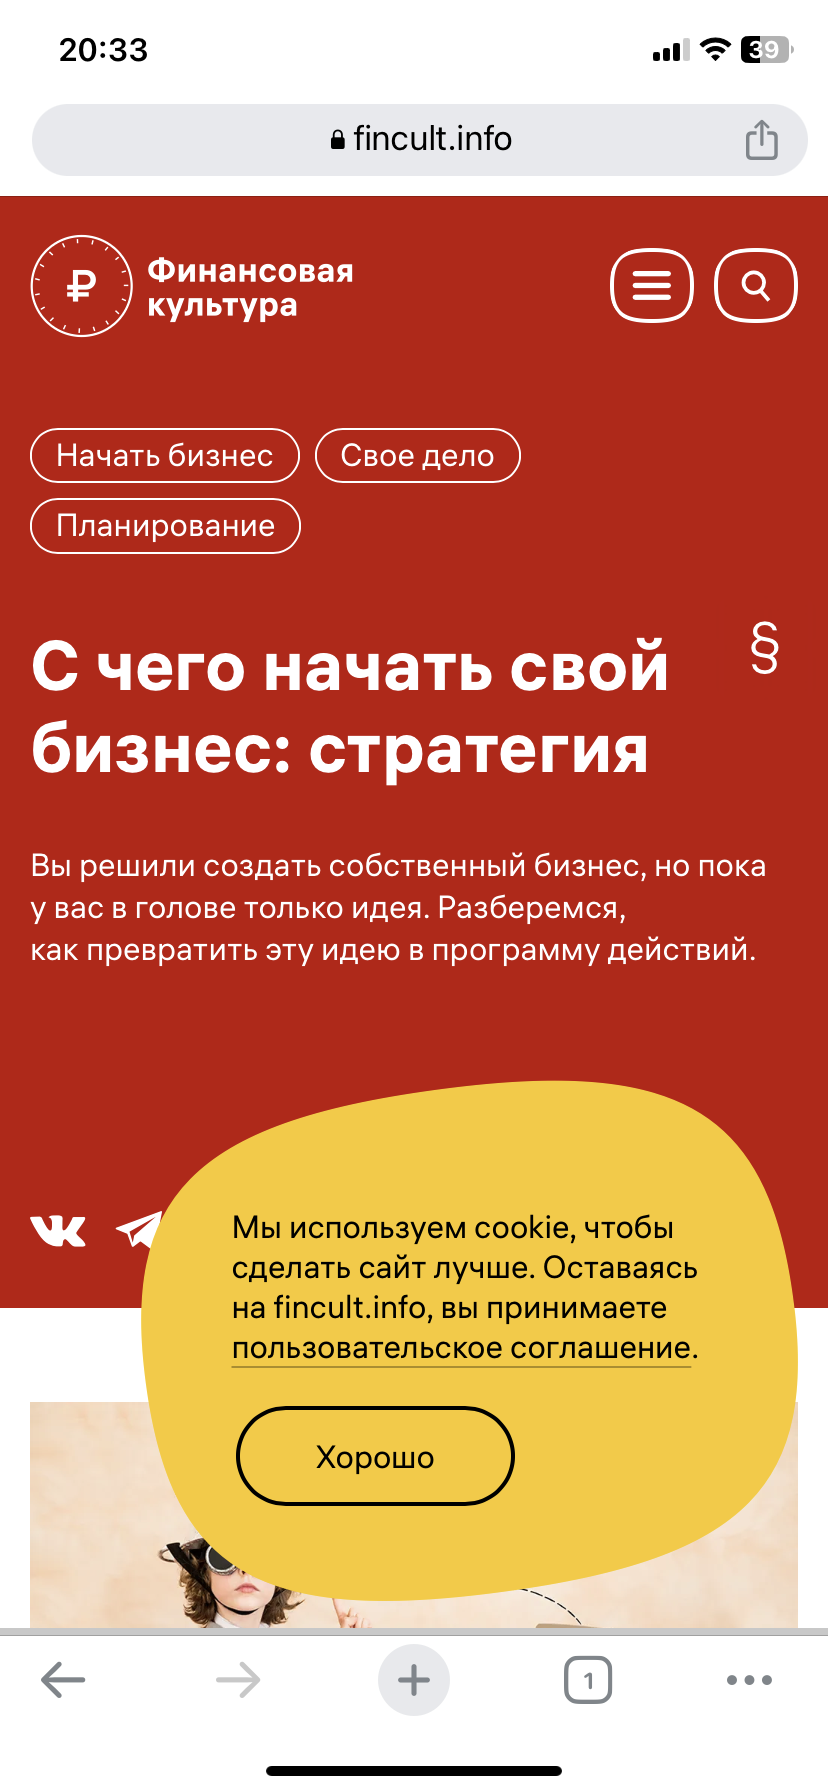 20:33
39
fincult.info
₽
Финансовая
культура
Начать бизнес
Свое дело
Планирование
С чего начать свой
§
бизнес: стратегия
Вы решили создать собственный бизнес, но пока
у вас в голове только идея. Разберемся,
как превратить эту идею в программу действий.
Мы используем cookie, чтобы
сделать сайт лучше. Оставаясь
на fincult.info, вы принимаете
пользовательское соглашение.
Хорошо
1